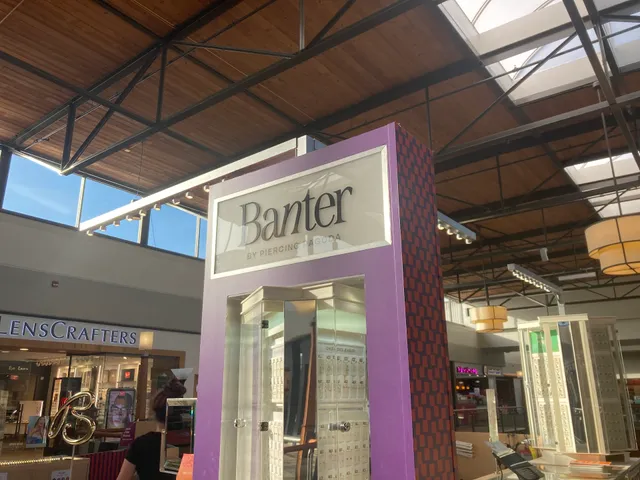 Banter
BY PIERCING PAGODA
LENSCRAFTERS
B